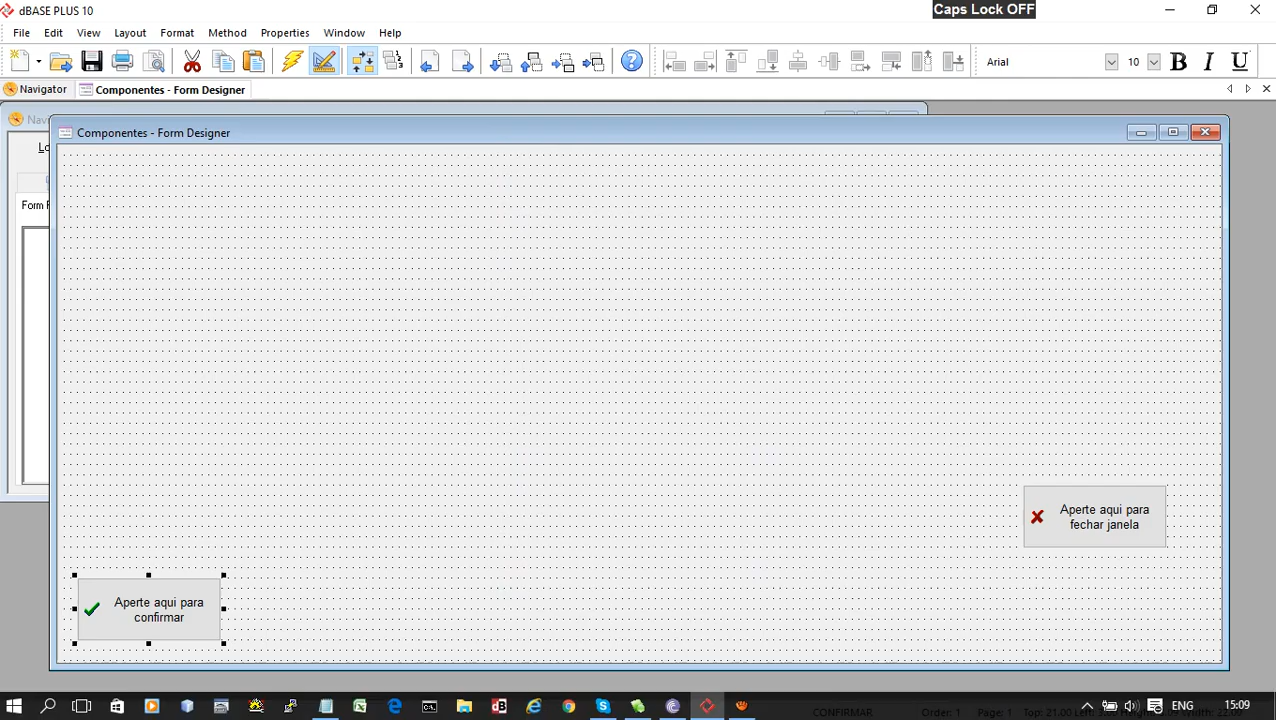 dBASE PLUS 10
Caps Lock OFF
File Edit View Layout Format Method Properties Window Help
Arial 10 B I U
Navigator Componentes - Form Designer
Componentes - Form Designer
Form
Aperte aqui para
fechar janela
Aperte aqui para
confirmar
CONFIRMAR Order: 1 Page: 1
ENG 15:09